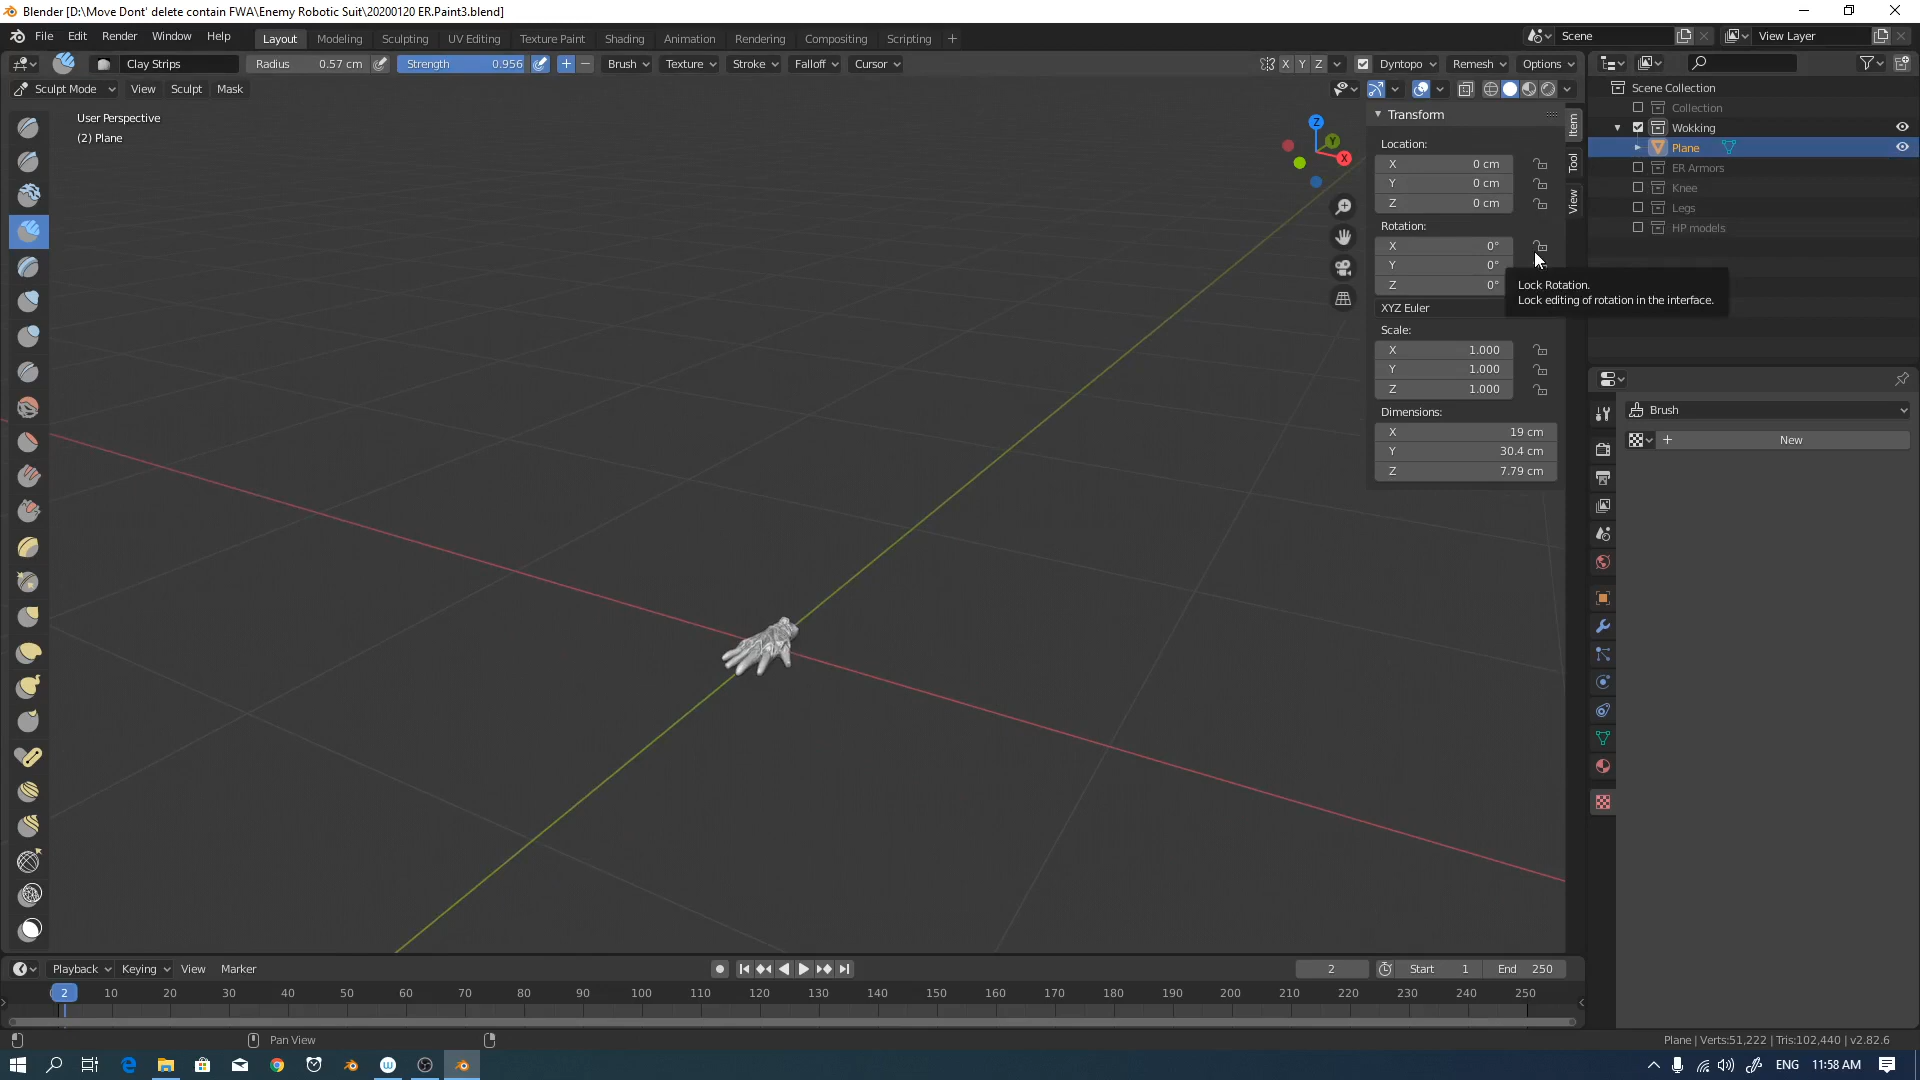 Blender [D:\Move Dont' delete contain FWA\Enemy Robotic Suit\20200120 ER.Paint3.blend]
File Edit Render Window Help Layout Modeling Sculpting UV Editing Texture Paint Shading Animation Rendering Compositing Scripting + Scene View Layer
Clay Strips Radius 0.57 cm Strength 0.956 + − Brush Texture Stroke Falloff Cursor X Y Z Dyntopo Remesh Options
Sculpt Mode View Sculpt Mask
User Perspective
(2) Plane
Z
Y
X
Transform
Location:
X 0 cm
Y 0 cm
Z 0 cm
Rotation:
X 0°
Y 0°
Z 0°
XYZ Euler
Scale:
X 1.000
Y 1.000
Z 1.000
Dimensions:
X 19 cm
Y 30.4 cm
Z 7.79 cm
Item
Tool
View
Lock Rotation.
Lock editing of rotation in the interface.
Scene Collection
Collection
Wokking
Plane
ER Armors
Knee
Legs
HP models
Brush
+ New
Playback Keying View Marker 2 Start 1 End 250
2 10 20 30 40 50 60 70 80 90 100 110 120 130 140 150 160 170 180 190 200 210 220 230 240 250
Pan View
Plane | Verts:51,222 | Tris:102,440 | v2.82.6
ENG 11:58 AM